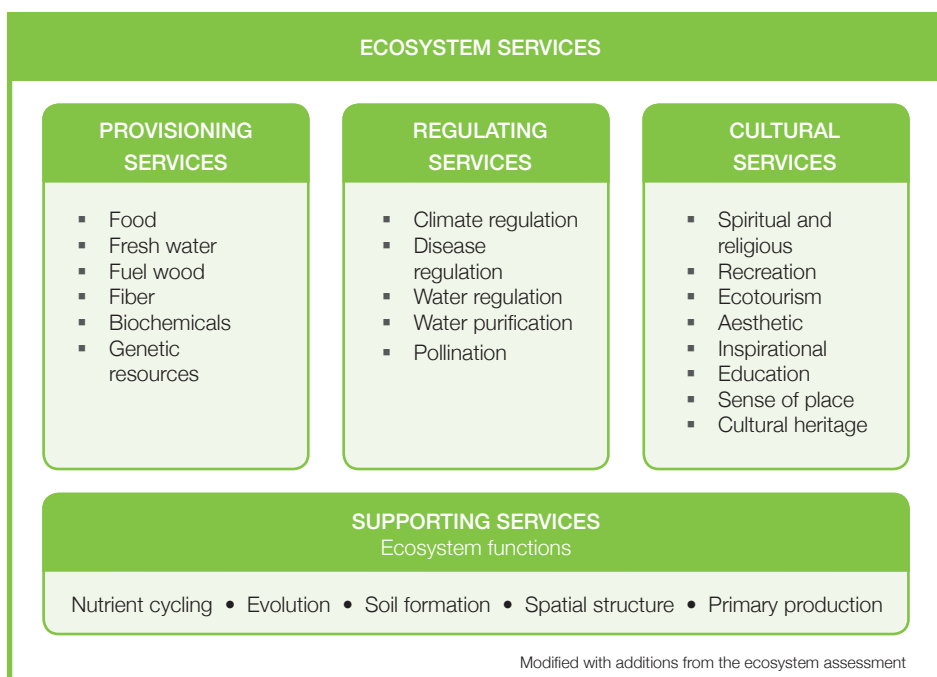 ECOSYSTEM SERVICES
PROVISIONING
SERVICES
▪ Food
▪ Fresh water
▪ Fuel wood
▪ Fiber
▪ Biochemicals
▪ Genetic
resources
REGULATING
SERVICES
▪ Climate regulation
▪ Disease
regulation
▪ Water regulation
▪ Water purification
▪ Pollination
CULTURAL
SERVICES
▪ Spiritual and
religious
▪ Recreation
▪ Ecotourism
▪ Aesthetic
▪ Inspirational
▪ Education
▪ Sense of place
▪ Cultural heritage
SUPPORTING SERVICES
Ecosystem functions
Nutrient cycling • Evolution • Soil formation • Spatial structure • Primary production
Modified with additions from the ecosystem assessment